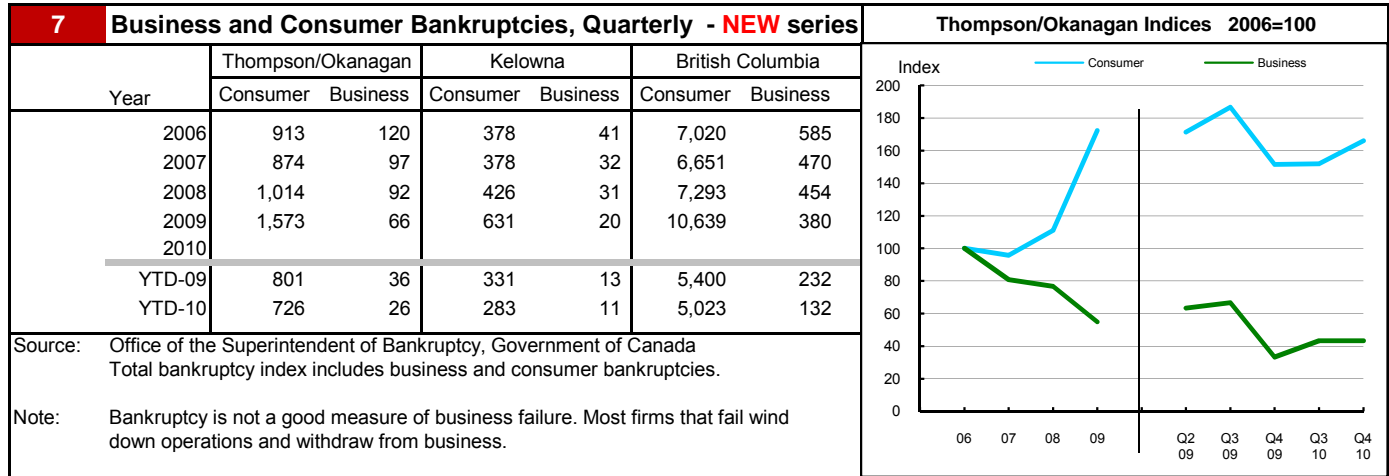 7 Business and Consumer Bankruptcies, Quarterly - NEW series
Thompson/Okanagan Kelowna British Columbia
Year Consumer Business Consumer Business Consumer Business
2006 913 120 378 41 7,020 585
2007 874 97 378 32 6,651 470
2008 1,014 92 426 31 7,293 454
2009 1,573 66 631 20 10,639 380
2010
YTD-09 801 36 331 13 5,400 232
YTD-10 726 26 283 11 5,023 132
Source: Office of the Superintendent of Bankruptcy, Government of Canada
Total bankruptcy index includes business and consumer bankruptcies.
Note: Bankruptcy is not a good measure of business failure. Most firms that fail wind
down operations and withdraw from business.
Thompson/Okanagan Indices 2006=100
Index Consumer Business
200
180
160
140
120
100
80
60
40
20
0
06 07 08 09 Q2 Q3 Q4 Q3 Q4
09 09 09 10 10